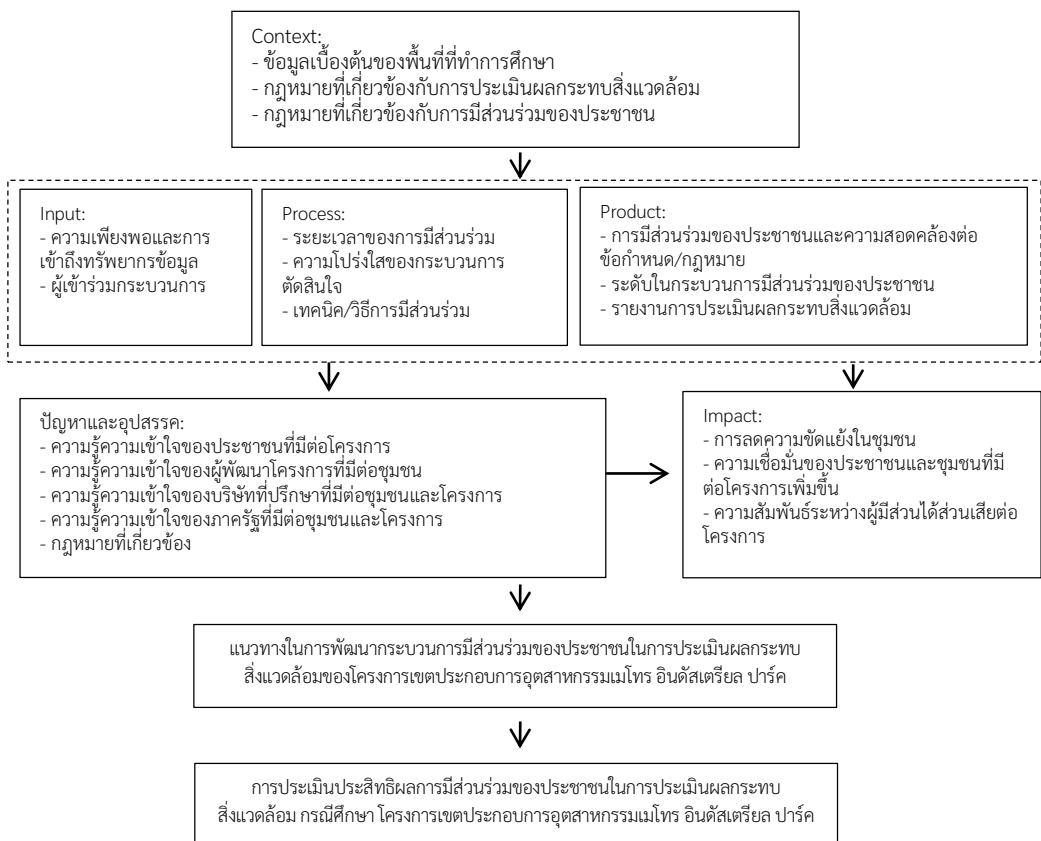 Context:
- ข้อมูลเบื้องต้นของพื้นที่ที่ทำการศึกษา
- กฎหมายที่เกี่ยวข้องกับการประเมินผลกระทบสิ่งแวดล้อม
- กฎหมายที่เกี่ยวข้องกับการมีส่วนร่วมของประชาชน
Input:
- ความเพียงพอและการ
เข้าถึงทรัพยากรข้อมูล
- ผู้เข้าร่วมกระบวนการ
Process:
- ระยะเวลาของการมีส่วนร่วม
- ความโปร่งใสของกระบวนการ
ตัดสินใจ
- เทคนิค/วิธีการมีส่วนร่วม
Product:
- การมีส่วนร่วมของประชาชนและความสอดคล้องต่อ
ข้อกำหนด/กฎหมาย
- ระดับในกระบวนการมีส่วนร่วมของประชาชน
- รายงานการประเมินผลกระทบสิ่งแวดล้อม
ปัญหาและอุปสรรค:
- ความรู้ความเข้าใจของประชาชนที่มีต่อโครงการ
- ความรู้ความเข้าใจของผู้พัฒนาโครงการที่มีต่อชุมชน
- ความรู้ความเข้าใจของบริษัทที่ปรึกษาที่มีต่อชุมชนและโครงการ
- ความรู้ความเข้าใจของภาครัฐที่มีต่อชุมชนและโครงการ
- กฎหมายที่เกี่ยวข้อง
Impact:
- การลดความขัดแย้งในชุมชน
- ความเชื่อมั่นของประชาชนและชุมชนที่มี
ต่อโครงการเพิ่มขึ้น
- ความสัมพันธ์ระหว่างผู้มีส่วนได้ส่วนเสียต่อ
โครงการ
แนวทางในการพัฒนากระบวนการมีส่วนร่วมของประชาชนในการประเมินผลกระทบ
สิ่งแวดล้อมของโครงการเขตประกอบการอุตสาหกรรมเมโทร อินดัสเตรียล ปาร์ค
การประเมินประสิทธิผลการมีส่วนร่วมของประชาชนในการประเมินผลกระทบ
สิ่งแวดล้อม กรณีศึกษา โครงการเขตประกอบการอุตสาหกรรมเมโทร อินดัสเตรียล ปาร์ค